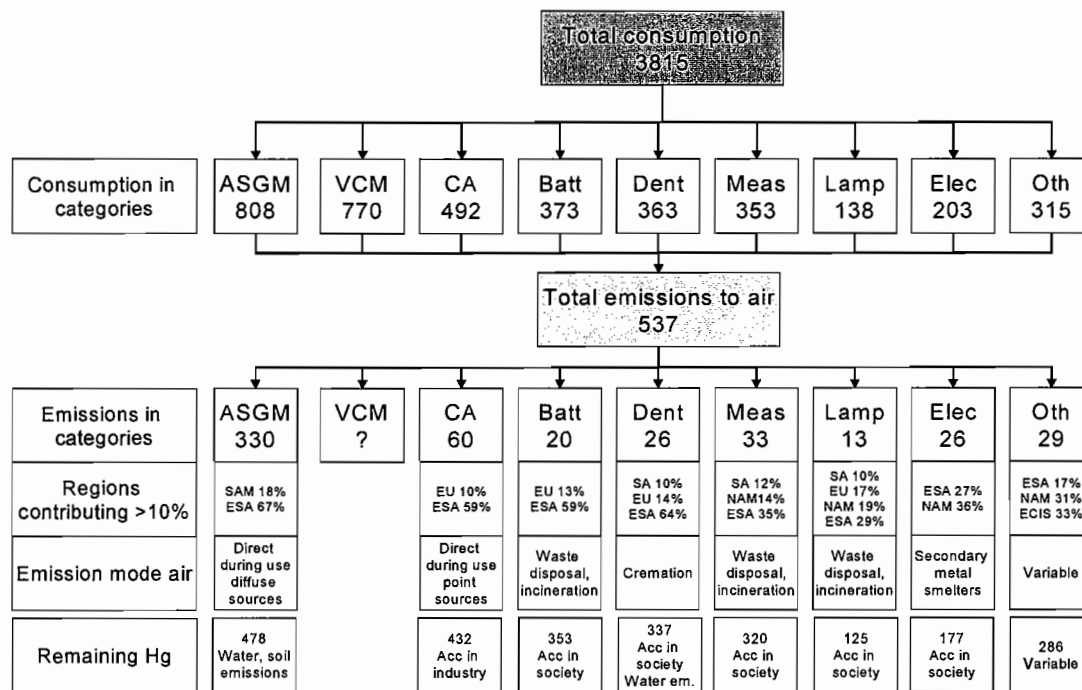 Total consumption
3815
Consumption in
categories
ASGM
808
VCM
770
CA
492
Batt
373
Dent
363
Meas
353
Lamp
138
Elec
203
Oth
315
Total emissions to air
537
Emissions in
categories
ASGM
330
VCM
?
CA
60
Batt
20
Dent
26
Meas
33
Lamp
13
Elec
26
Oth
29
Regions
contributing >10%
SAM 18%
ESA 67%
EU 10%
ESA 59%
EU 13%
ESA 59%
SA 10%
EU 14%
ESA 64%
SA 12%
NAM14%
ESA 35%
SA 10%
EU 17%
NAM 19%
ESA 29%
ESA 27%
NAM 36%
ESA 17%
NAM 31%
ECIS 33%
Emission mode air
Direct
during use
diffuse
sources
Direct
during use
point
sources
Waste
disposal,
incineration
Cremation
Waste
disposal,
incineration
Waste
disposal,
incineration
Secondary
metal
smelters
Variable
Remaining Hg
478
Water, soil
emissions
432
Acc in
industry
353
Acc in
society
337
Acc in
society
Water em.
320
Acc in
society
125
Acc in
society
177
Acc in
society
286
Variable